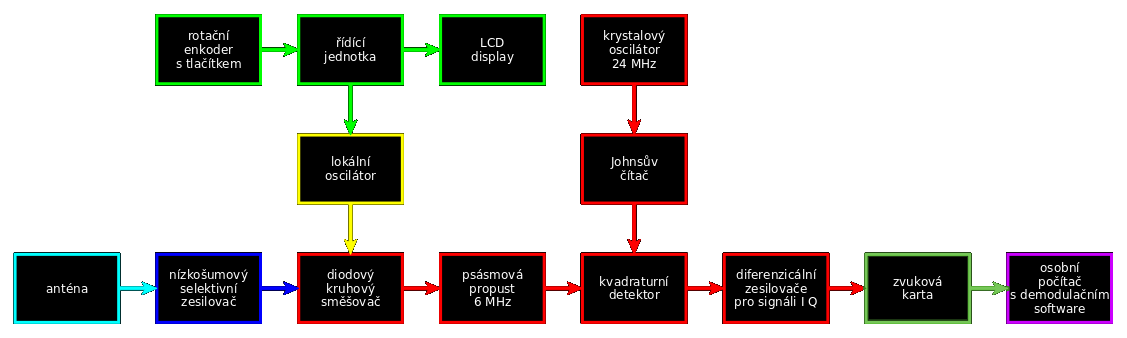 rotační
enkoder
s tlačítkem
řídící
jednotka
LCD
display
krystalový
oscilátor
24 MHz
lokální
oscilátor
Johnsův
čítač
anténa
nízkošumový
selektivní
zesilovač
diodový
kruhový
směšovač
psásmová
propust
6 MHz
kvadraturní
detektor
diferenzicální
zesilovače
pro signáli I Q
zvuková
karta
osobní
počítač
s demodulačním
software